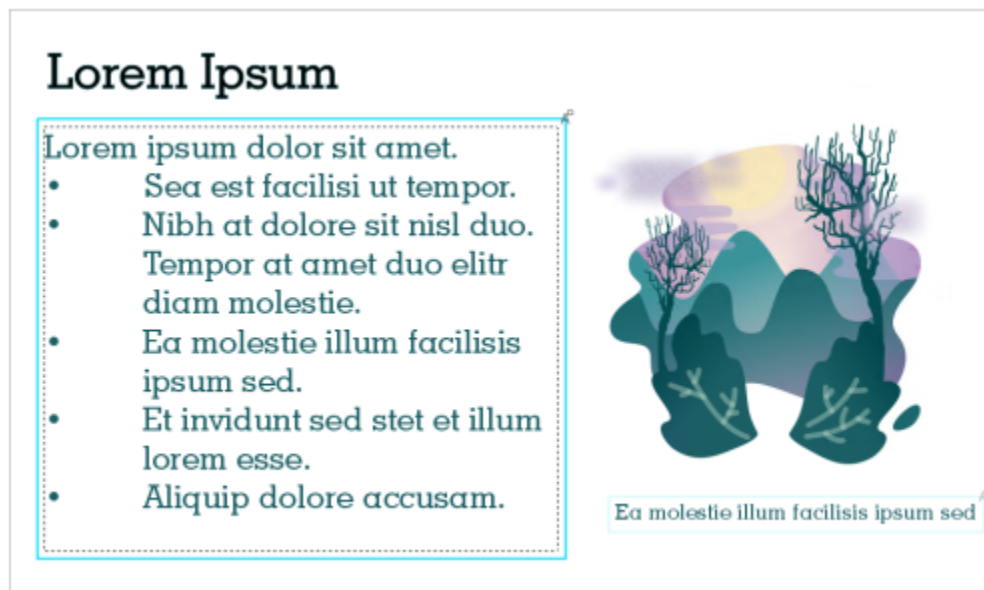 Lorem Ipsum
Lorem ipsum dolor sit amet.
• Sea est facilisi ut tempor.
• Nibh at dolore sit nisl duo.
Tempor at amet duo elitr
diam molestie.
• Ea molestie illum facilisis
ipsum sed.
• Et invidunt sed stet et illum
lorem esse.
• Aliquip dolore accusam.
Ea molestie illum facilisis ipsum sed